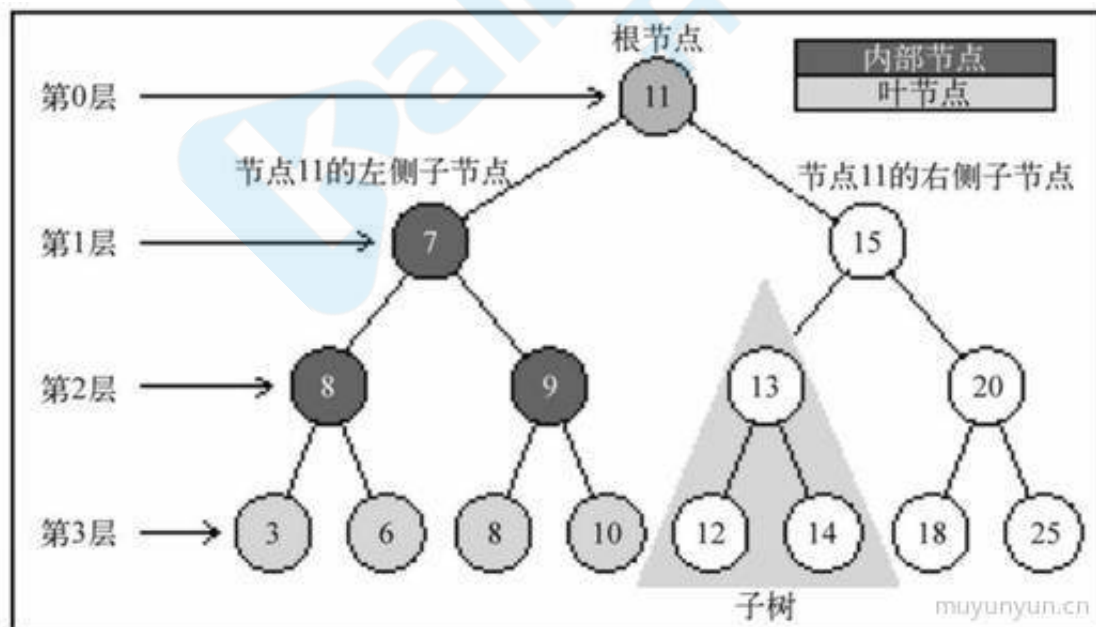 根节点
内部节点
叶节点
第0层
11
节点11的左侧子节点
节点11的右侧子节点
第1层
7
15
第2层
8
9
13
20
第3层
3
6
8
10
12
14
18
25
子树
muyunyun.cn